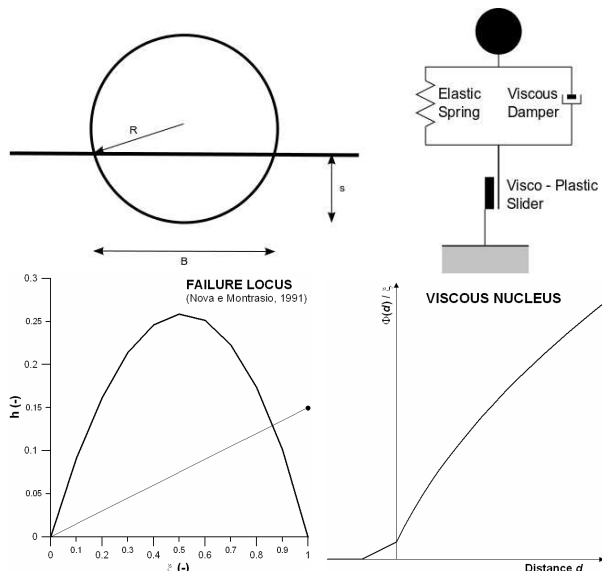 R
s
B
Elastic
Spring
Viscous
Damper
Visco - Plastic
Slider
FAILURE LOCUS
(Nova e Montrasio, 1991)
0.3
0.25
0.2
0.15
0.1
0.05
0
h (-)
0 0.1 0.2 0.3 0.4 0.5 0.6 0.7 0.8 0.9 1
ξ (-)
VISCOUS NUCLEUS
Φ(d) / ξ
Distance d